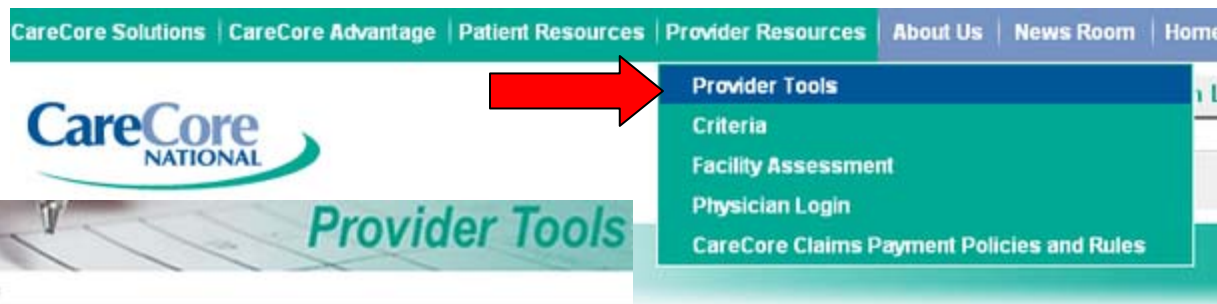 CareCore Solutions | CareCore Advantage | Patient Resources | Provider Resources | About Us | News Room | Home
Provider Tools
Criteria
Facility Assessment
Physician Login
CareCore Claims Payment Policies and Rules
CareCore
NATIONAL
Provider Tools